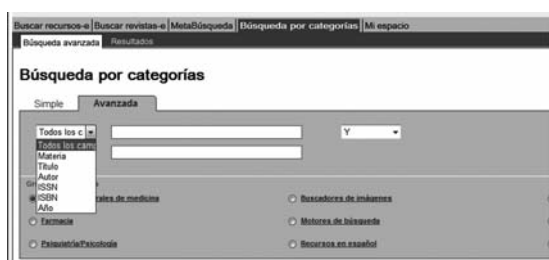 Buscar recursos-e Buscar revistas-e MetaBúsqueda Búsqueda por categorías Mi espacio
Búsqueda avanzada Resultados
Búsqueda por categorías
Simple Avanzada
Todos los c Y
Todos los cam
Materia
Título
Autor
ISSN
ISBN
Año
rales de medicina Buscadores de imágenes
Farmacia Motores de búsqueda
Psiquiatría/Psicología Recursos en español